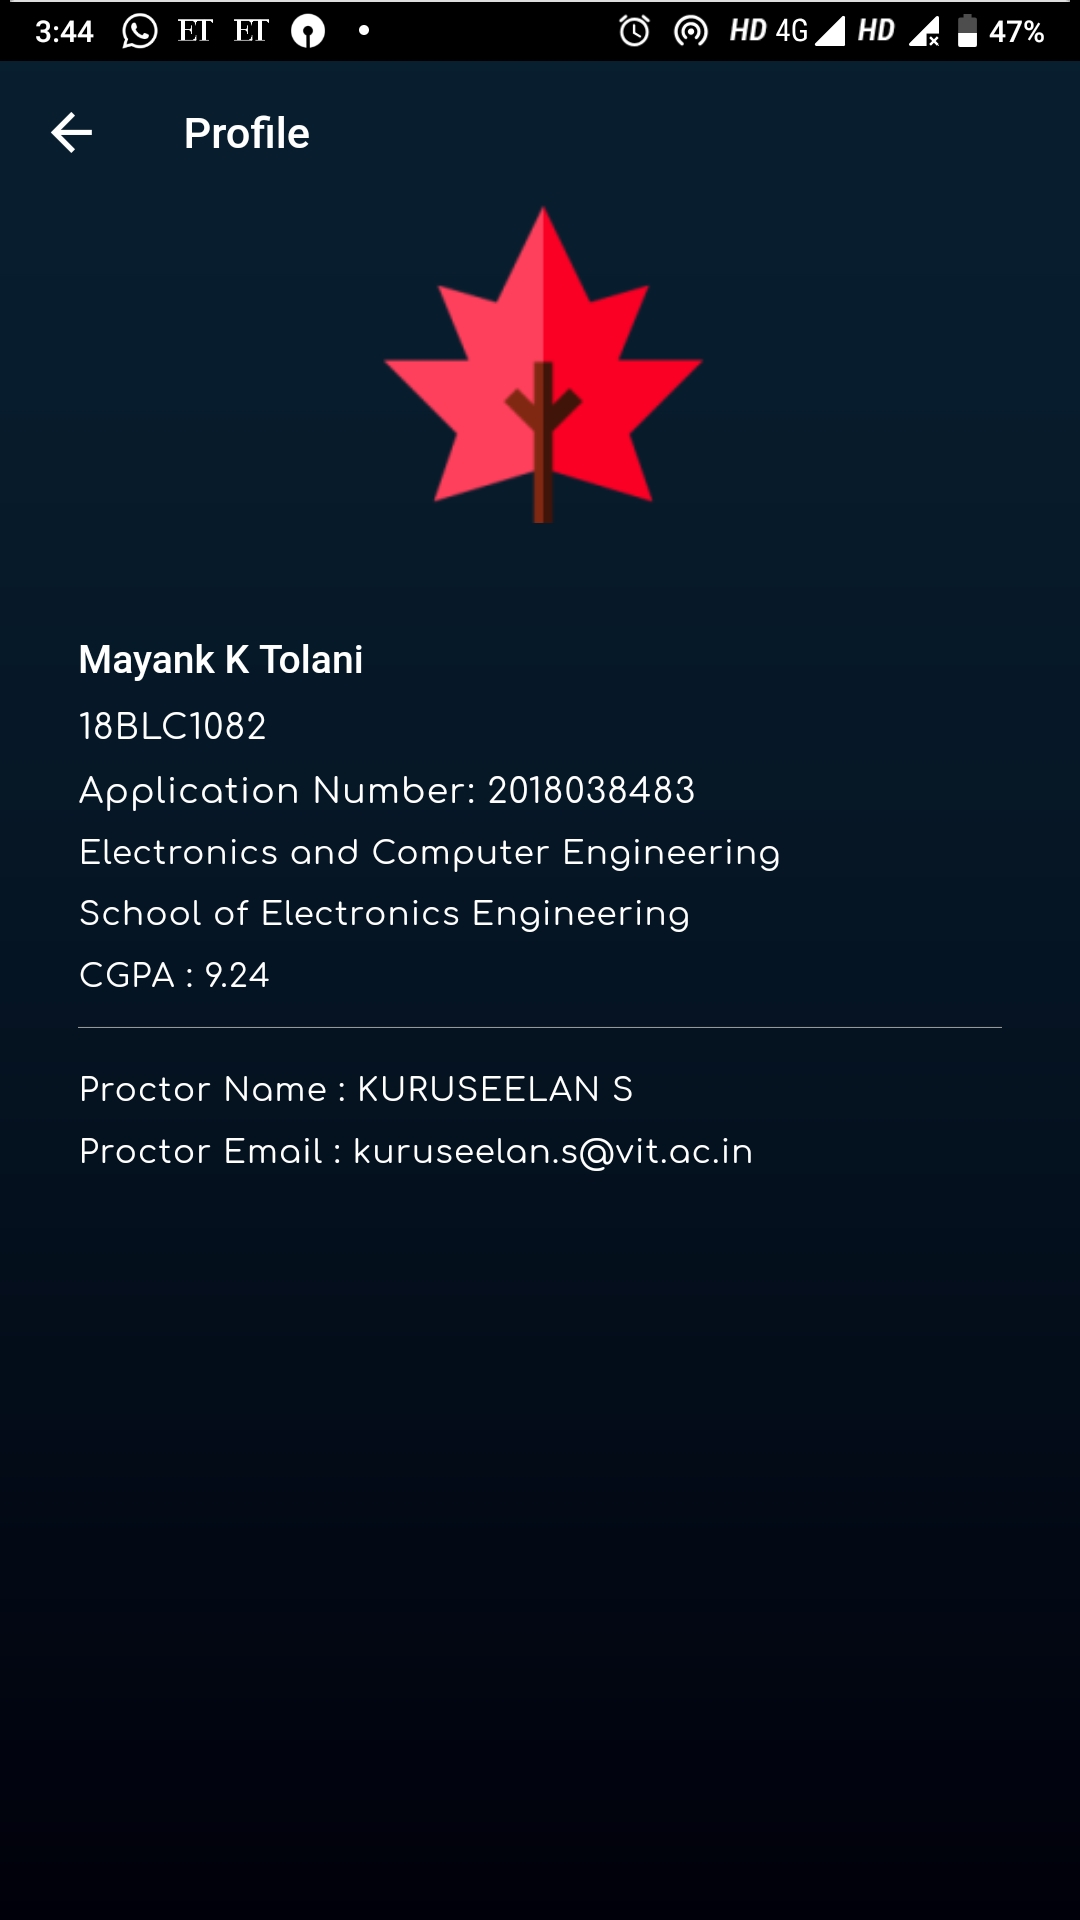 3:44 ET ET HD 4G HD 47%
Profile
Mayank K Tolani
18BLC1082
Application Number: 2018038483
Electronics and Computer Engineering
School of Electronics Engineering
CGPA : 9.24
Proctor Name : KURUSEELAN S
Proctor Email : kuruseelan.s@vit.ac.in